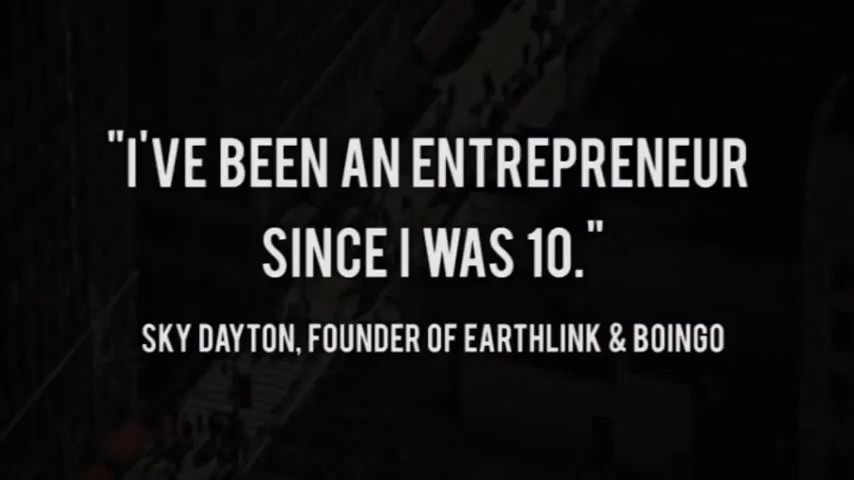 "I'VE BEEN AN ENTREPRENEUR
SINCE I WAS 10."
SKY DAYTON, FOUNDER OF EARTHLINK & BOINGO